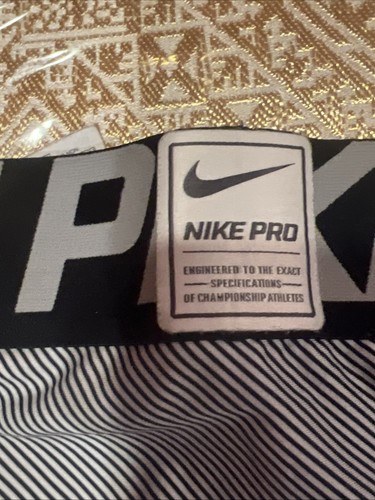 P
K
NIKE PRO
ENGINEERED TO THE EXACT
SPECIFICATIONS
OF CHAMPIONSHIP ATHLETES